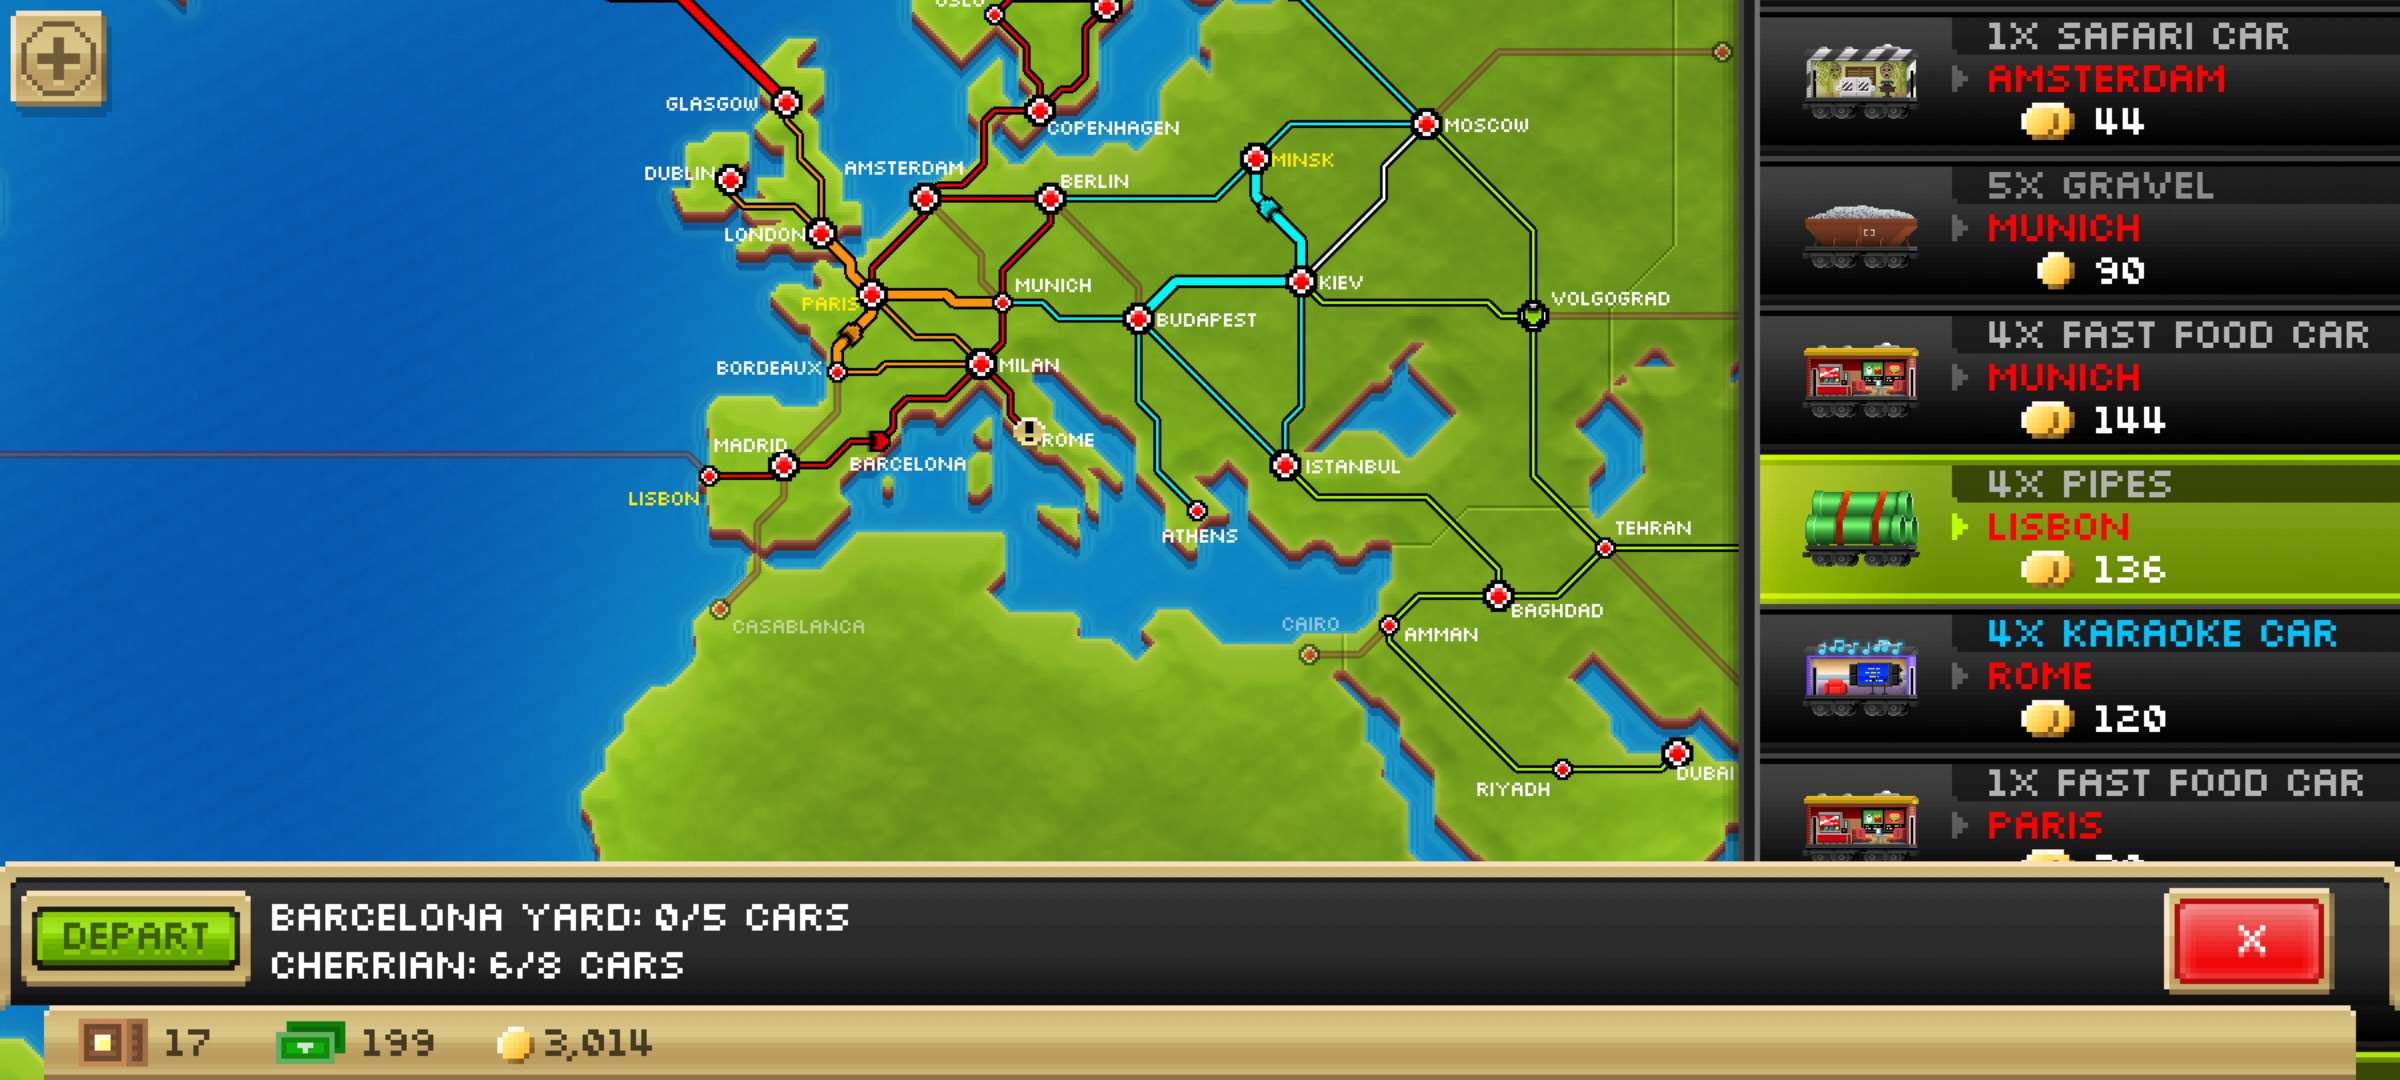 OSLO
GLASGOW
COPENHAGEN
MOSCOW
MINSK
DUBLIN
AMSTERDAM
BERLIN
LONDON
MUNICH
KIEV
PARIS
VOLGOGRAD
BUDAPEST
BORDEAUX
MILAN
MADRID
ROME
BARCELONA
ISTANBUL
LISBON
ATHENS
TEHRAN
BAGHDAD
CASABLANCA
CAIRO
AMMAN
RIYADH
DUBAI
1X SAFARI CAR
AMSTERDAM
44
5X GRAVEL
MUNICH
90
4X FAST FOOD CAR
MUNICH
144
4X PIPES
LISBON
136
4X KARAOKE CAR
ROME
120
1X FAST FOOD CAR
PARIS
DEPART
BARCELONA YARD: 0/5 CARS
CHERRIAN: 6/8 CARS
X
17
199
3,014